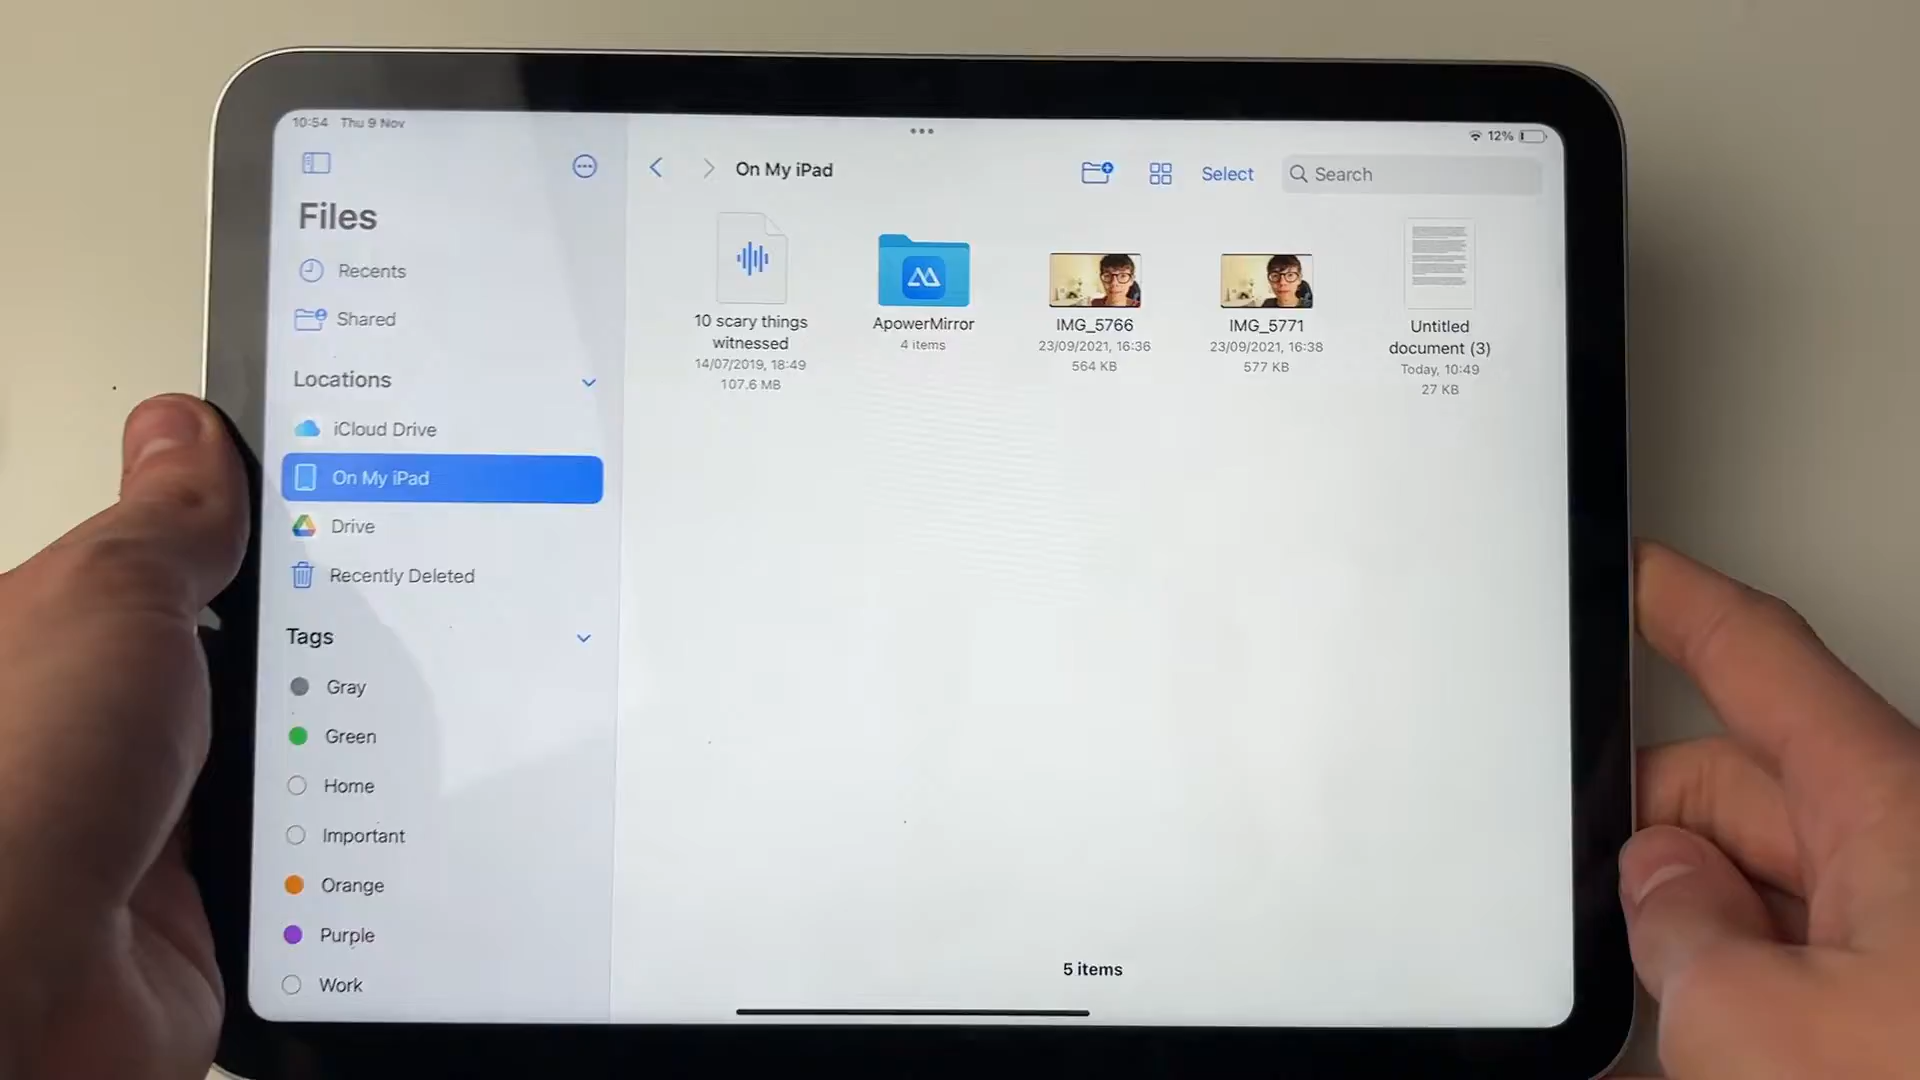 10:54 Thu 9 Nov
12%
Files
Recents
Shared
Locations
iCloud Drive
On My iPad
Drive
Recently Deleted
Tags
Gray
Green
Home
Important
Orange
Purple
Work
On My iPad
Select
Search
10 scary things
witnessed
14/07/2019, 18:49
107.6 MB
ApowerMirror
4 items
IMG_5766
23/09/2021, 16:36
564 KB
IMG_5771
23/09/2021, 16:38
577 KB
Untitled
document (3)
Today, 10:49
27 KB
5 items